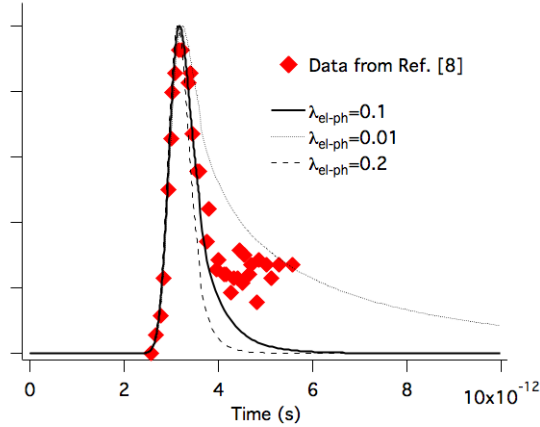 Data from Ref. [8]
λel-ph=0.1
λel-ph=0.01
λel-ph=0.2
0 2 4 6 8 10x10-12
Time (s)